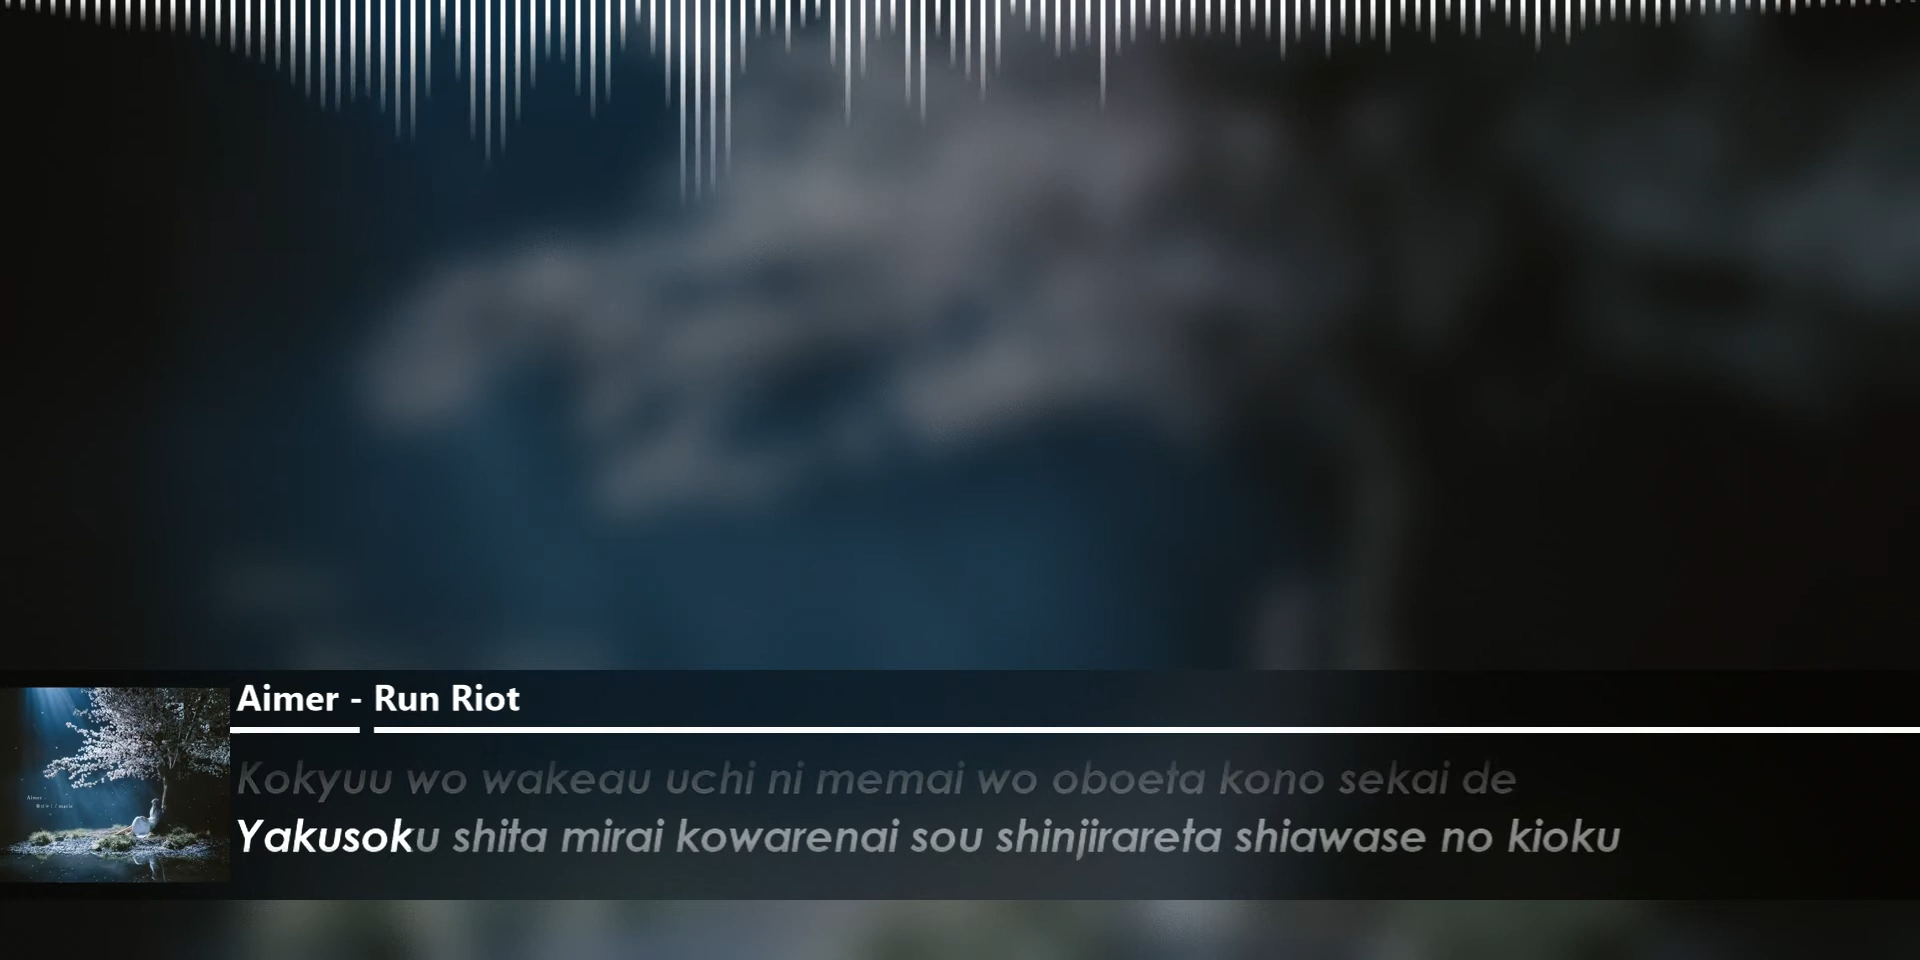 Aimer - Run Riot
Kokyuu wo wakeau uchi ni memai wo oboeta kono sekai de
Yakusoku shita mirai kowarenai sou shinjirareta shiawase no kioku
Aimer